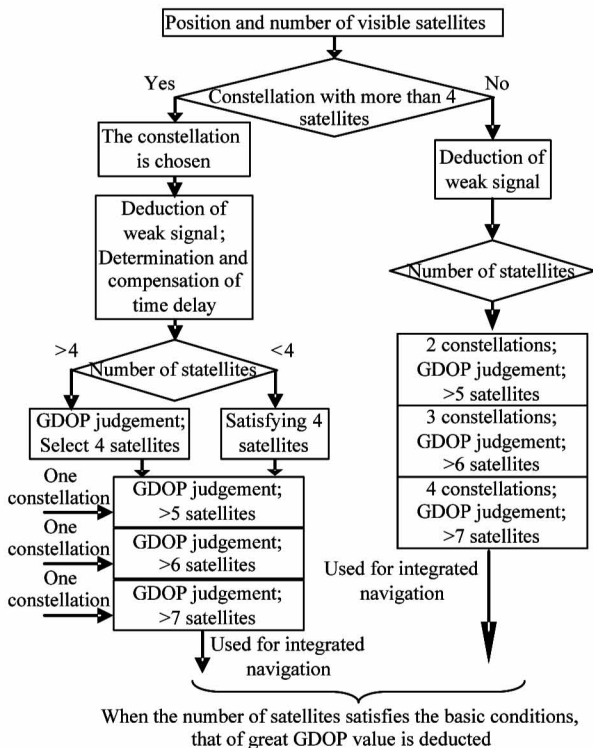 Position and number of visible satellites
Yes
No
Constellation with more than 4
satellites
The constellation
is chosen
Deduction of
weak signal
Deduction of
weak signal;
Determination and
compensation of
time delay
Number of statellites
>4
<4
Number of statellites
GDOP judgement;
Select 4 satellites
Satisfying 4
satellites
2 constellations;
GDOP judgement;
>5 satellites
3 constellations;
GDOP judgement;
>6 satellites
4 constellations;
GDOP judgement;
>7 satellites
One
constellation
GDOP judgement;
>5 satellites
One
constellation
GDOP judgement;
>6 satellites
One
constellation
GDOP judgement;
>7 satellites
Used for integrated
navigation
Used for integrated
navigation
When the number of satellites satisfies the basic conditions,
that of great GDOP value is deducted